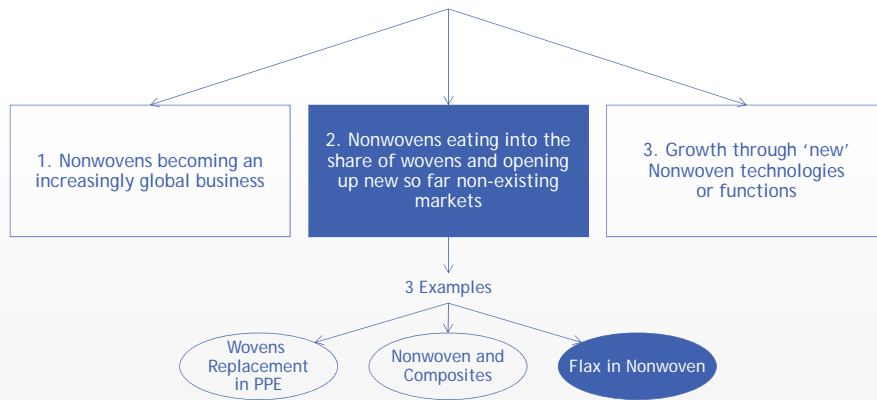 1. Nonwovens becoming an
increasingly global business
2. Nonwovens eating into the
share of wovens and opening
up new so far non-existing
markets
3. Growth through ‘new’
Nonwoven technologies
or functions
3 Examples
Wovens
Replacement
in PPE
Nonwoven and
Composites
Flax in Nonwoven